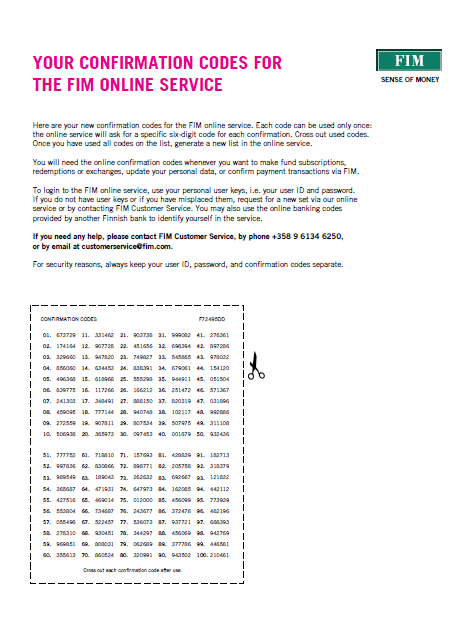 YOUR CONFIRMATION CODES FOR
THE FIM ONLINE SERVICE
FIM
SENSE OF MONEY
Here are your new confirmation codes for the FIM online service. Each code can be used only once:
the online service will ask for a specific six-digit code for each confirmation. Cross out used codes.
Once you have used all codes on the list, generate a new list in the online service.
You will need the online confirmation codes whenever you want to make fund subscriptions,
redemptions or exchanges, update your personal data, or confirm payment transactions via FIM.
To login to the FIM online service, use your personal user keys, i.e. your user ID and password.
If you do not have user keys or if you have misplaced them, request for a new set via our online
service or by contacting FIM Customer Service. You may also use the online banking codes
provided by another Finnish bank to identify yourself in the service.
If you need any help, please contact FIM Customer Service, by phone +358 9 6134 6250,
or by email at customerservice@fim.com.
For security reasons, always keep your user ID, password, and confirmation codes separate.
CONFIRMATION CODES F72495DD
01. 673729 11. 331462 21. 903738 31. 999082 41. 276361
02. 174164 12. 907728 22. 451656 32. 698394 42. 897286
03. 329660 13. 947820 23. 749827 33. 545865 43. 978032
04. 856060 14. 634453 24. 838391 34. 679061 44. 154120
05. 496368 15. 618968 25. 555298 35. 944911 45. 051504
06. 839775 16. 117266 26. 166212 36. 251472 46. 571367
07. 241303 17. 348491 27. 888150 37. 820319 47. 031896
08. 459095 18. 777144 28. 940748 38. 102117 48. 992886
09. 272559 19. 907811 29. 807534 39. 507975 49. 311108
10. 506938 20. 365973 30. 097453 40. 001879 50. 932436
51. 777752 61. 718810 71. 157693 81. 428839 91. 182713
52. 997836 62. 830866 72. 898771 82. 205758 92. 318379
53. 989549 63. 189043 73. 262631 83. 692667 93. 121832
54. 365687 64. 471931 74. 647973 84. 162085 94. 442112
55. 427516 65. 469014 75. 012000 85. 456099 95. 773939
56. 553804 66. 734687 76. 243677 86. 372478 96. 462196
57. 055498 67. 522457 77. 536073 87. 937721 97. 688393
58. 278310 68. 930451 78. 344297 88. 456069 98. 942769
59. 969851 69. 808031 79. 062689 89. 377786 99. 446581
60. 355613 70. 860524 80. 320991 90. 943502 100. 210461
Cross out each confirmation code after use.